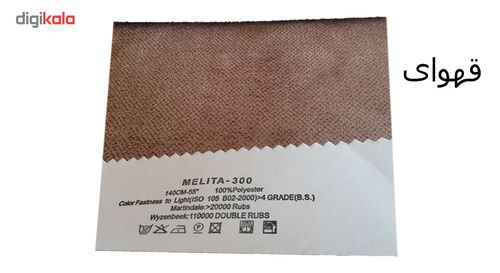 digikala
قهوای
MELITA-300
140CM-55" 100%Polyester
Color Fastness to Light(ISO 105 B02-2000)>4 GRADE(B.S.)
Martindale:>20000 Rubs
Wyzenbeek:110000 DOUBLE RUBS